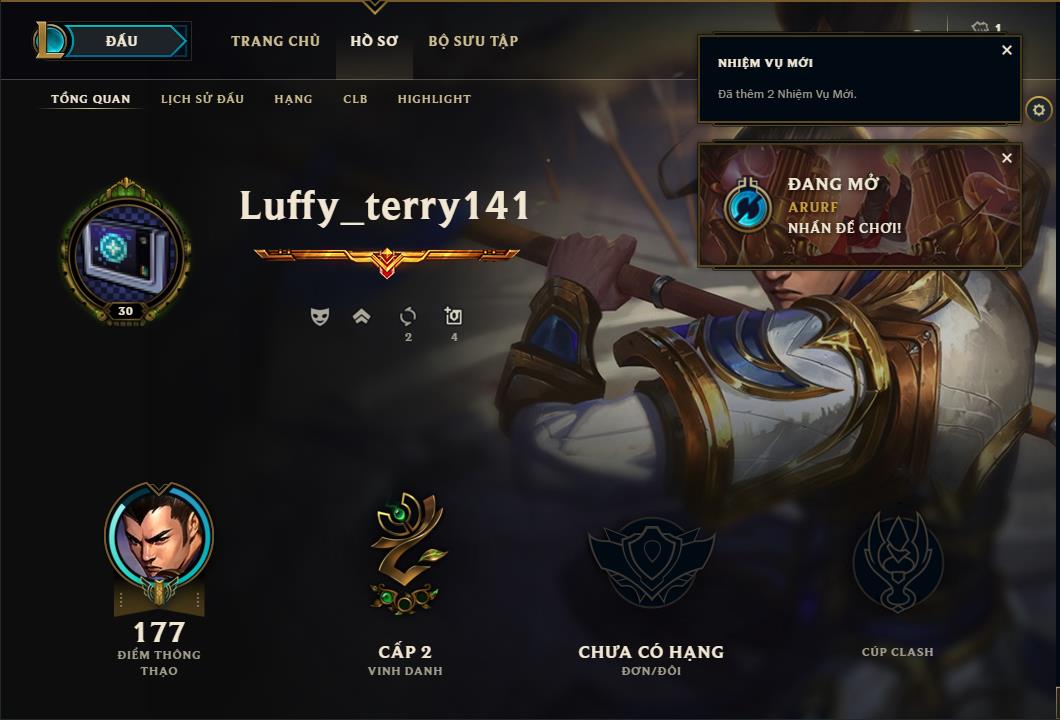 ĐẤU
TRANG CHỦ
HỒ SƠ
BỘ SƯU TẬP
1
NHIỆM VỤ MỚI
Đã thêm 2 Nhiệm Vụ Mới.
TỔNG QUAN
LỊCH SỬ ĐẤU
HẠNG
CLB
HIGHLIGHT
ĐANG MỞ
ARURF
NHẤN ĐỂ CHƠI!
Luffy_terry141
30
2
4
177
ĐIỂM THÔNG
THẠO
CẤP 2
VINH DANH
CHƯA CÓ HẠNG
ĐƠN/ĐÔI
CÚP CLASH